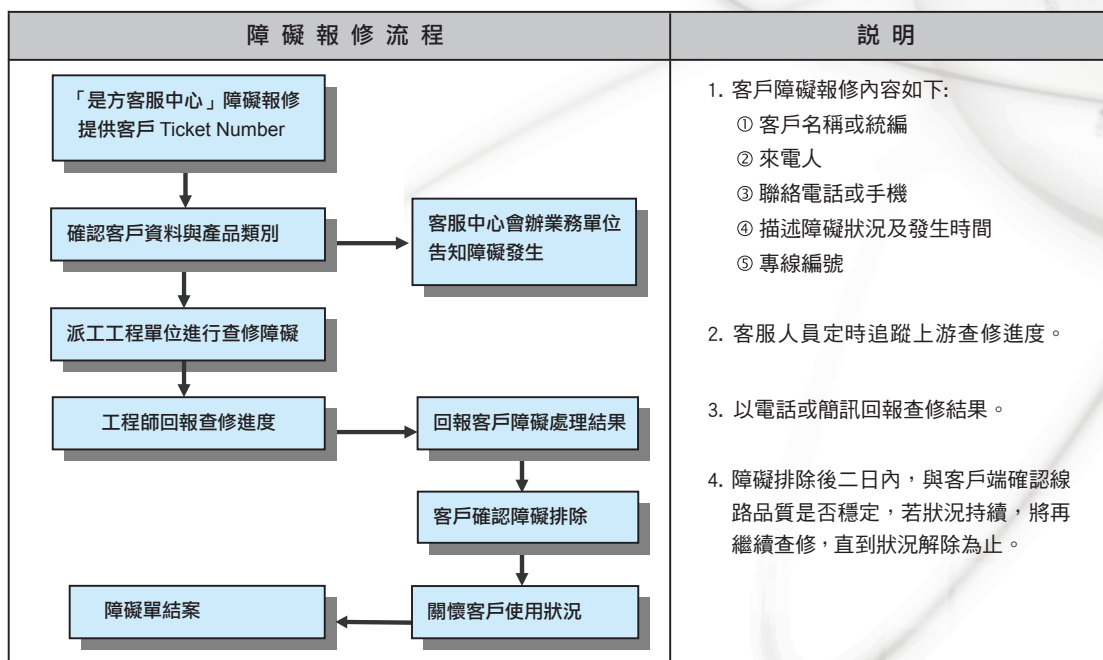 障礙報修流程
說明
「是方客服中心」障礙報修
提供客戶 Ticket Number
確認客戶資料與產品類別
客服中心會辦業務單位
告知障礙發生
派工工程單位進行查修障礙
工程師回報查修進度
回報客戶障礙處理結果
客戶確認障礙排除
障礙單結案
關懷客戶使用狀況
1. 客戶障礙報修內容如下:
① 客戶名稱或統編
② 來電人
③ 聯絡電話或手機
④ 描述障礙狀況及發生時間
⑤ 專線編號
2. 客服人員定時追蹤上游查修進度。
3. 以電話或簡訊回報查修結果。
4. 障礙排除後二日內,與客戶端確認線
路品質是否穩定,若狀況持續,將再
繼續查修,直到狀況解除為止。